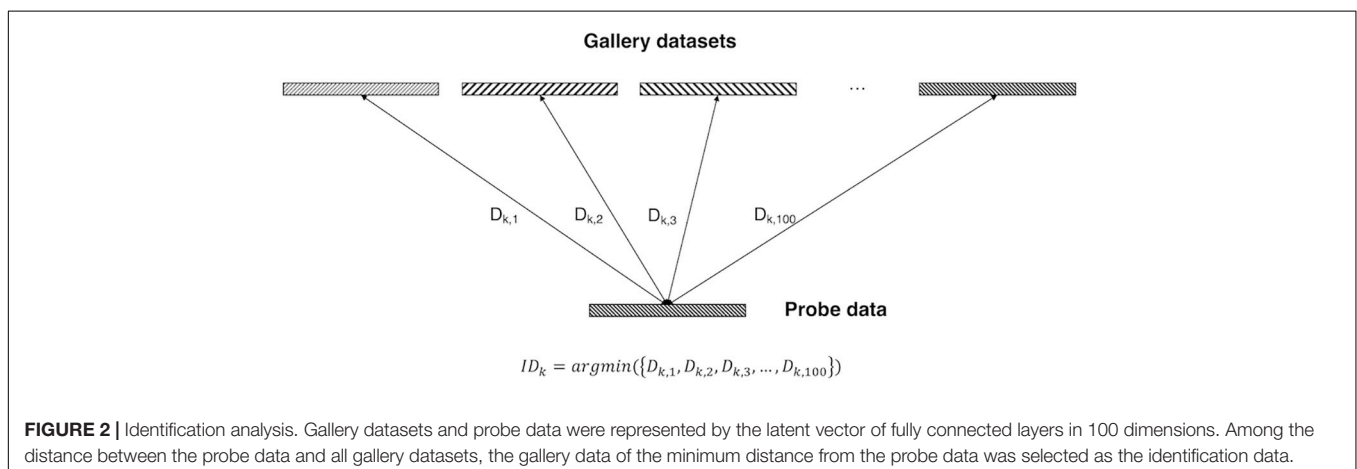 Gallery datasets
...
D_{k,1}
D_{k,2}
D_{k,3}
D_{k,100}
Probe data
ID_k = argmin({D_{k,1}, D_{k,2}, D_{k,3}, ..., D_{k,100}})
FIGURE 2 | Identification analysis. Gallery datasets and probe data were represented by the latent vector of fully connected layers in 100 dimensions. Among the
distance between the probe data and all gallery datasets, the gallery data of the minimum distance from the probe data was selected as the identification data.